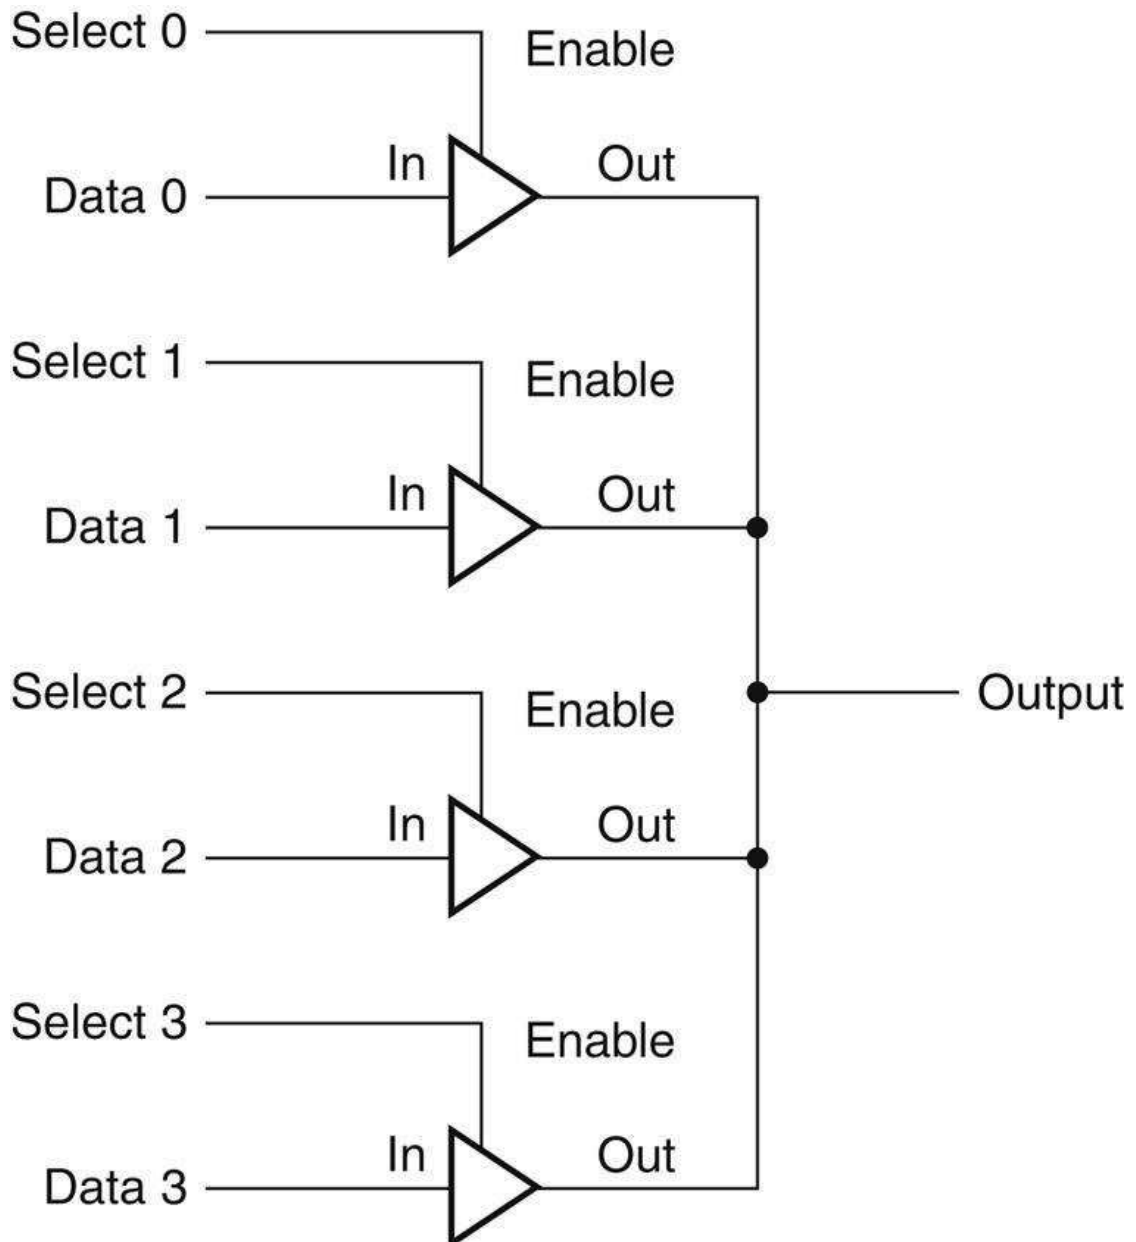 Select 0
Enable
In
Out
Data 0
Select 1
Enable
In
Out
Data 1
Select 2
Enable
Output
In
Out
Data 2
Select 3
Enable
In
Out
Data 3